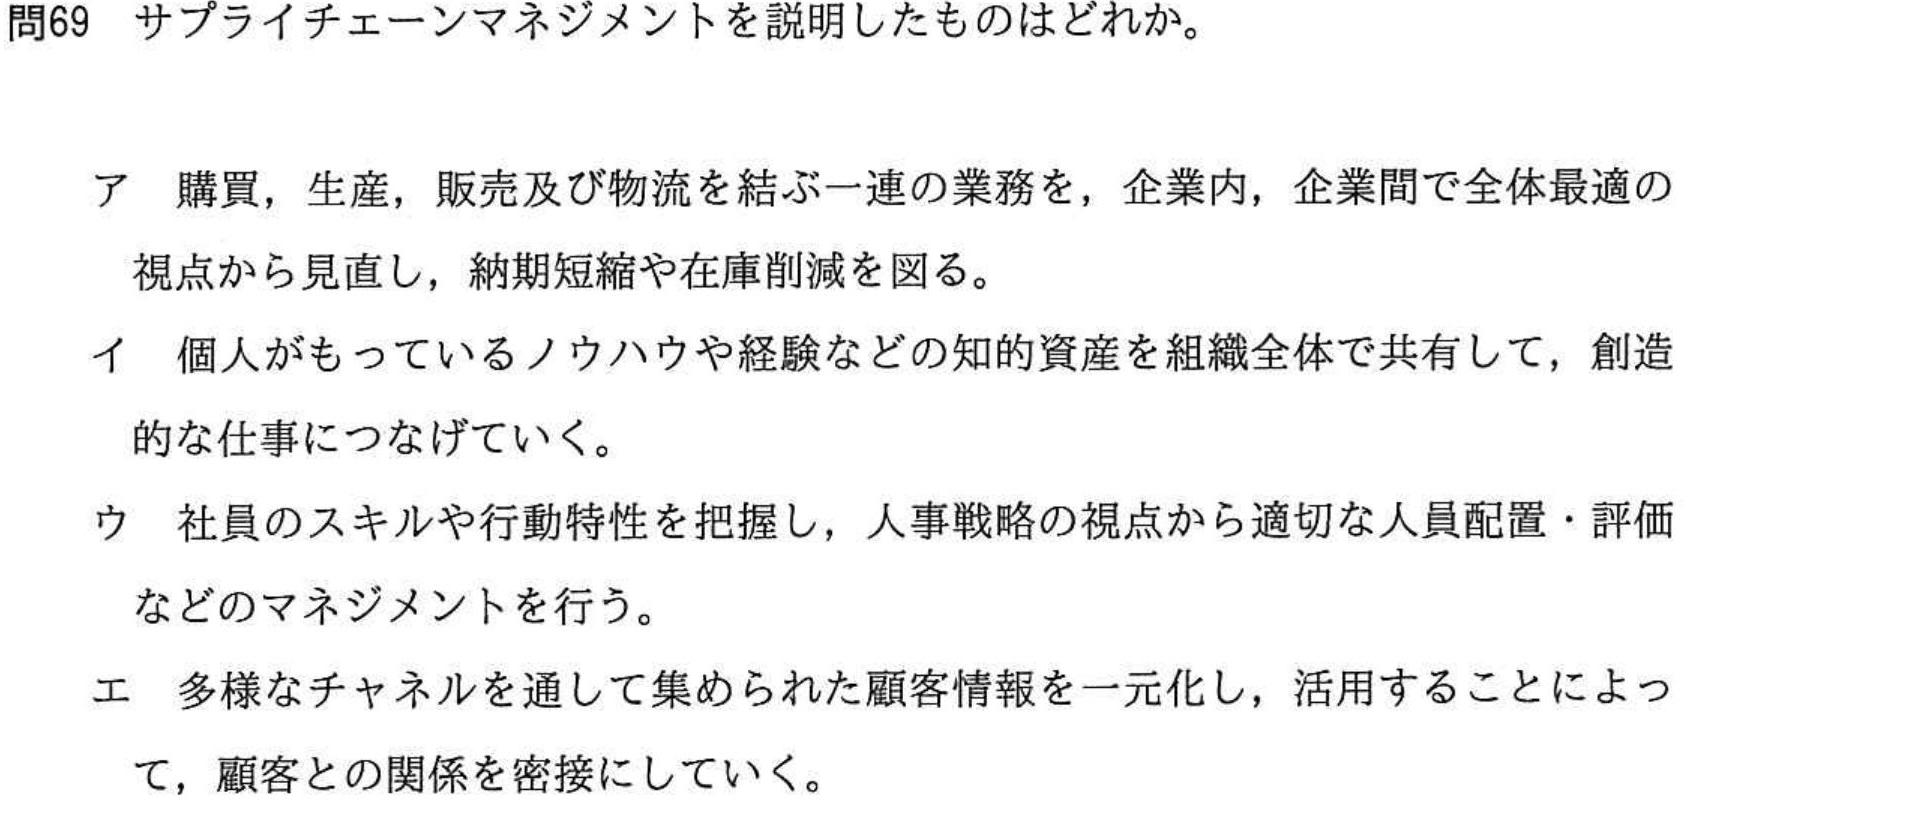 問69　サプライチェーンマネジメントを説明したものはどれか。
ア　購買，生産，販売及び物流を結ぶ一連の業務を，企業内，企業間で全体最適の
視点から見直し，納期短縮や在庫削減を図る。
イ　個人がもっているノウハウや経験などの知的資産を組織全体で共有して，創造
的な仕事につなげていく。
ウ　社員のスキルや行動特性を把握し，人事戦略の視点から適切な人員配置・評価
などのマネジメントを行う。
エ　多様なチャネルを通して集められた顧客情報を一元化し，活用することによっ
て，顧客との関係を密接にしていく。